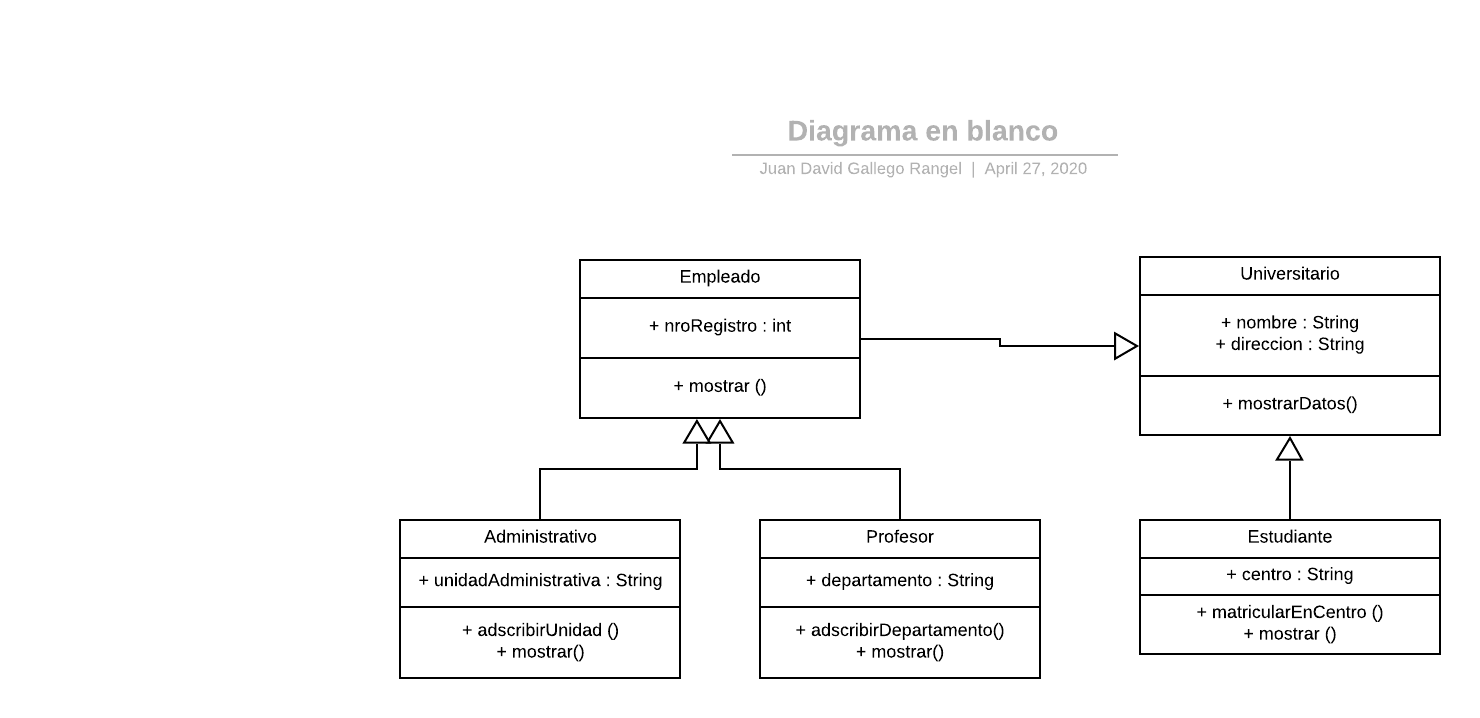 Diagrama en blanco
Juan David Gallego Rangel | April 27, 2020
Empleado
+ nroRegistro : int
+ mostrar ()
Universitario
+ nombre : String
+ direccion : String
+ mostrarDatos()
Administrativo
+ unidadAdministrativa : String
+ adscribirUnidad ()
+ mostrar()
Profesor
+ departamento : String
+ adscribirDepartamento()
+ mostrar()
Estudiante
+ centro : String
+ matricularEnCentro ()
+ mostrar ()